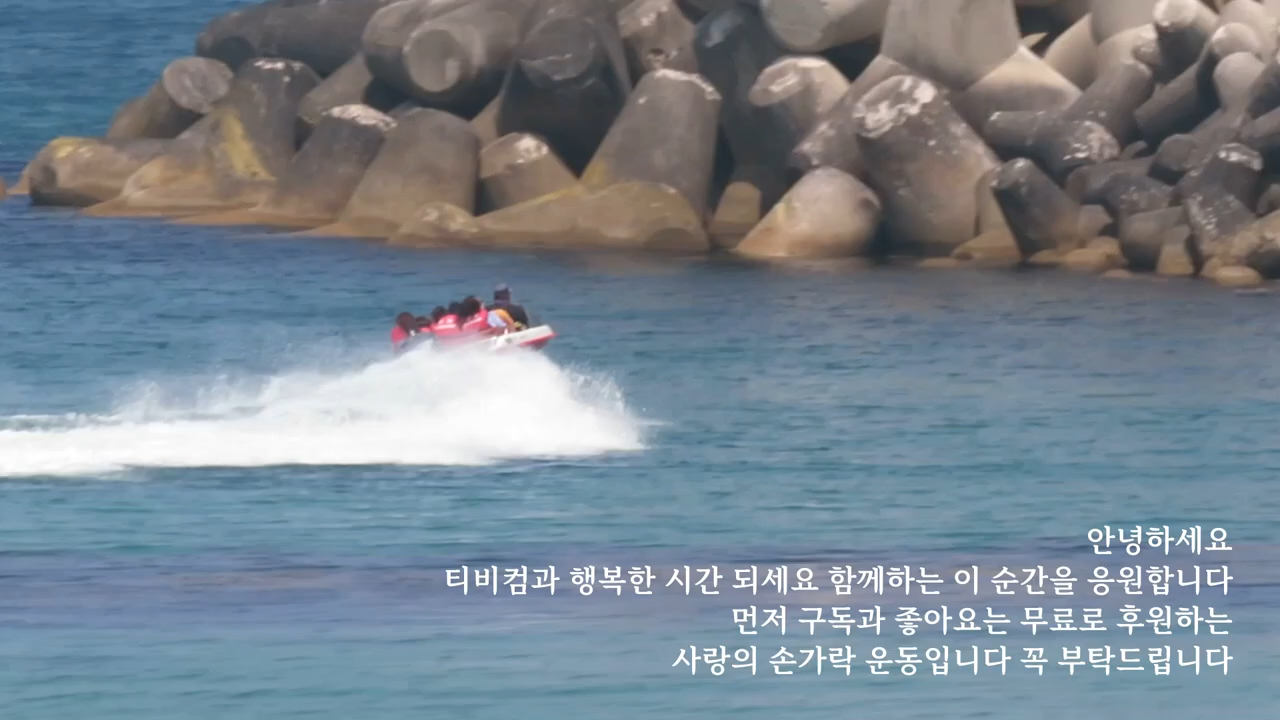 안녕하세요
티비컴과 행복한 시간 되세요 함께하는 이 순간을 응원합니다
먼저 구독과 좋아요는 무료로 후원하는
사랑의 손가락 운동입니다 꼭 부탁드립니다